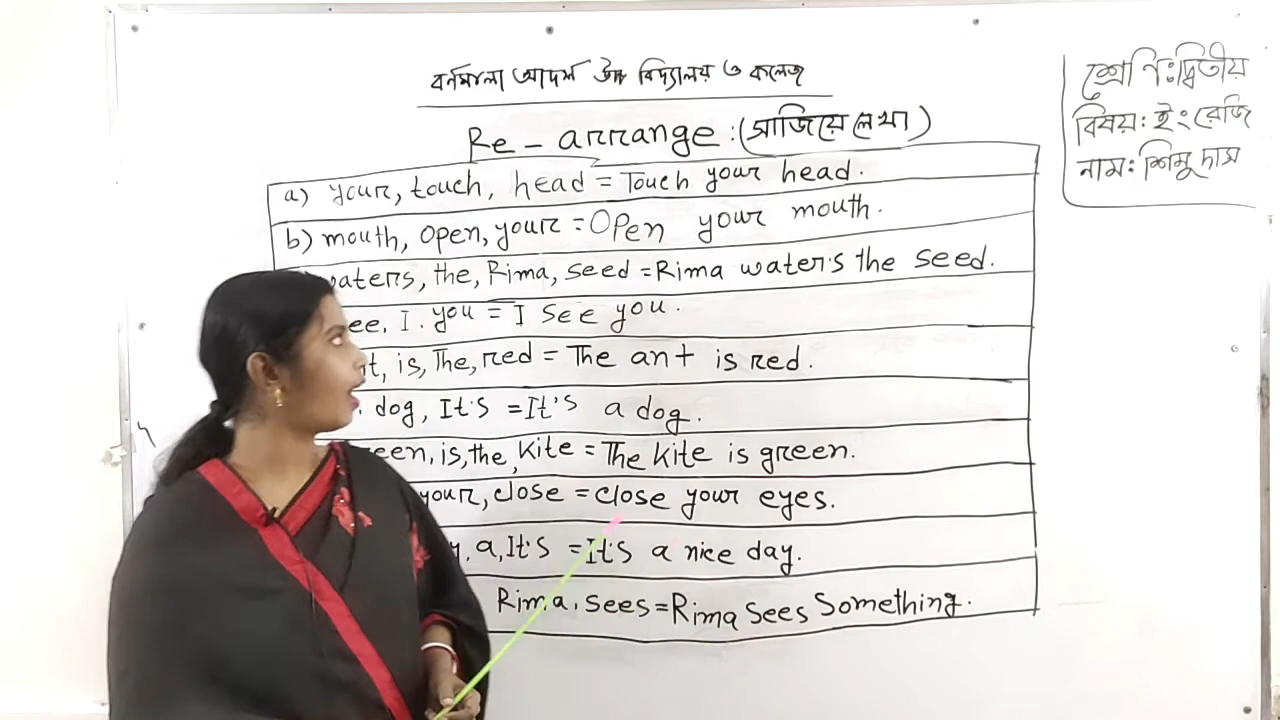 বর্নমালা আদর্শ উচ্চ বিদ্যালয় ও কলেজ
শ্রেণি:দ্বিতীয়
বিষয়: ইংরেজি
নাম: শিমু দাস
Re - arrange: (সাজিয়ে লেখা)
a) your, touch, head = Touch your head.
b) mouth, open, your = Open your mouth.
waters, the, Rima, seed = Rima waters the seed.
ee, I. you = I see you.
t, is, The, red = The ant is red.
dog, It's = It's a dog.
een, is, the, Kite = The Kite is green.
your, close = close your eyes.
y, a, It's = It's a nice day.
Rima, sees = Rima Sees Something.